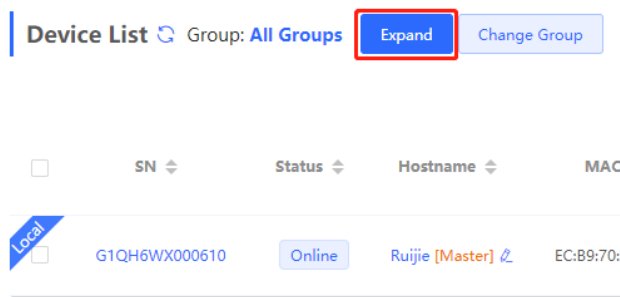 Device List Group: All Groups Expand Change Group
SN Status Hostname MAC
Local
G1QH6WX000610 Online Ruijie [Master] EC:B9:70: